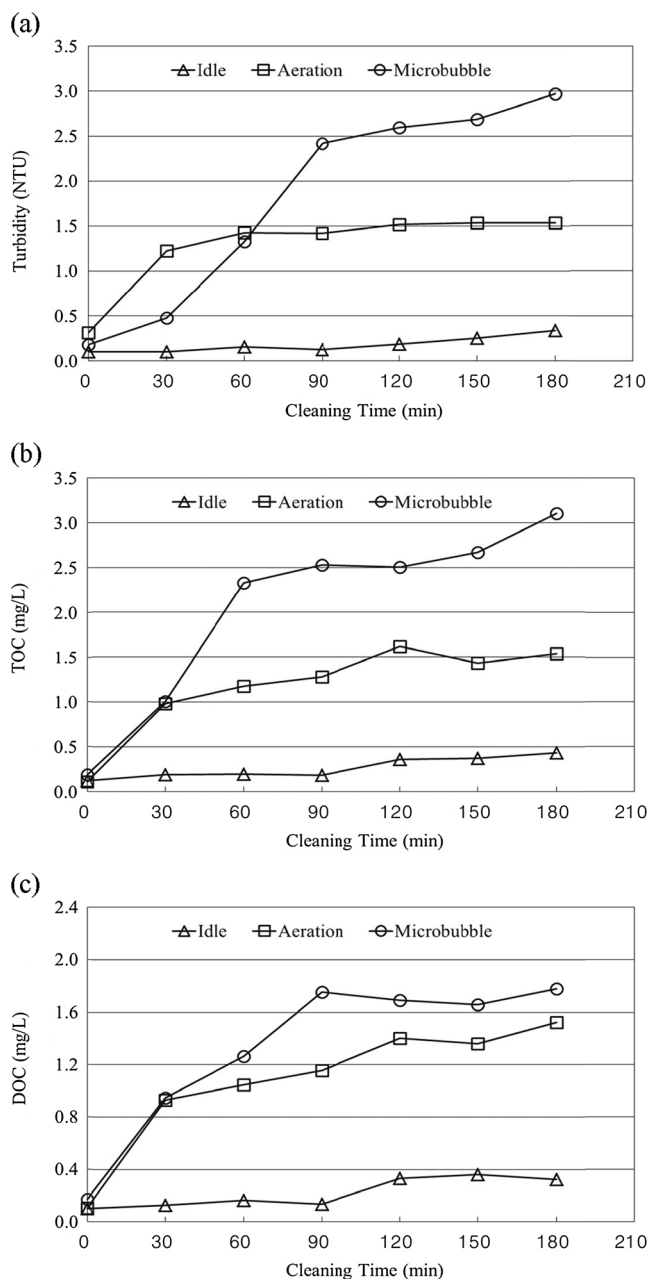 (a)
3.5
Idle Aeration Microbubble
3.0
2.5
2.0
1.5
1.0
0.5
0.0
Turbidity (NTU)
0 30 60 90 120 150 180 210
Cleaning Time (min)
(b)
3.5
Idle Aeration Microbubble
3.0
2.5
2.0
1.5
1.0
0.5
0.0
TOC (mg/L)
0 30 60 90 120 150 180 210
Cleaning Time (min)
(c)
2.4
Idle Aeration Microbubble
2.0
1.6
1.2
0.8
0.4
0.0
DOC (mg/L)
0 30 60 90 120 150 180 210
Cleaning Time (min)